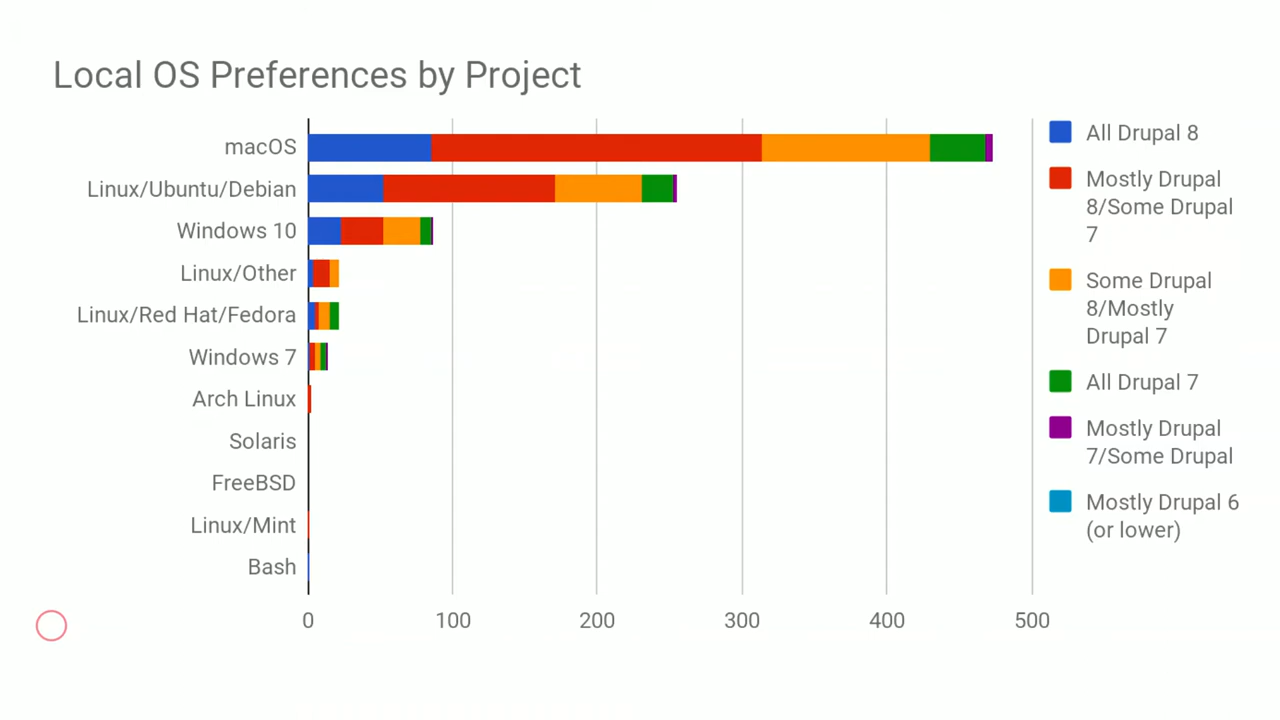 Local OS Preferences by Project
macOS
Linux/Ubuntu/Debian
Windows 10
Linux/Other
Linux/Red Hat/Fedora
Windows 7
Arch Linux
Solaris
FreeBSD
Linux/Mint
Bash
0 100 200 300 400 500
All Drupal 8
Mostly Drupal
8/Some Drupal
7
Some Drupal
8/Mostly
Drupal 7
All Drupal 7
Mostly Drupal
7/Some Drupal
Mostly Drupal 6
(or lower)